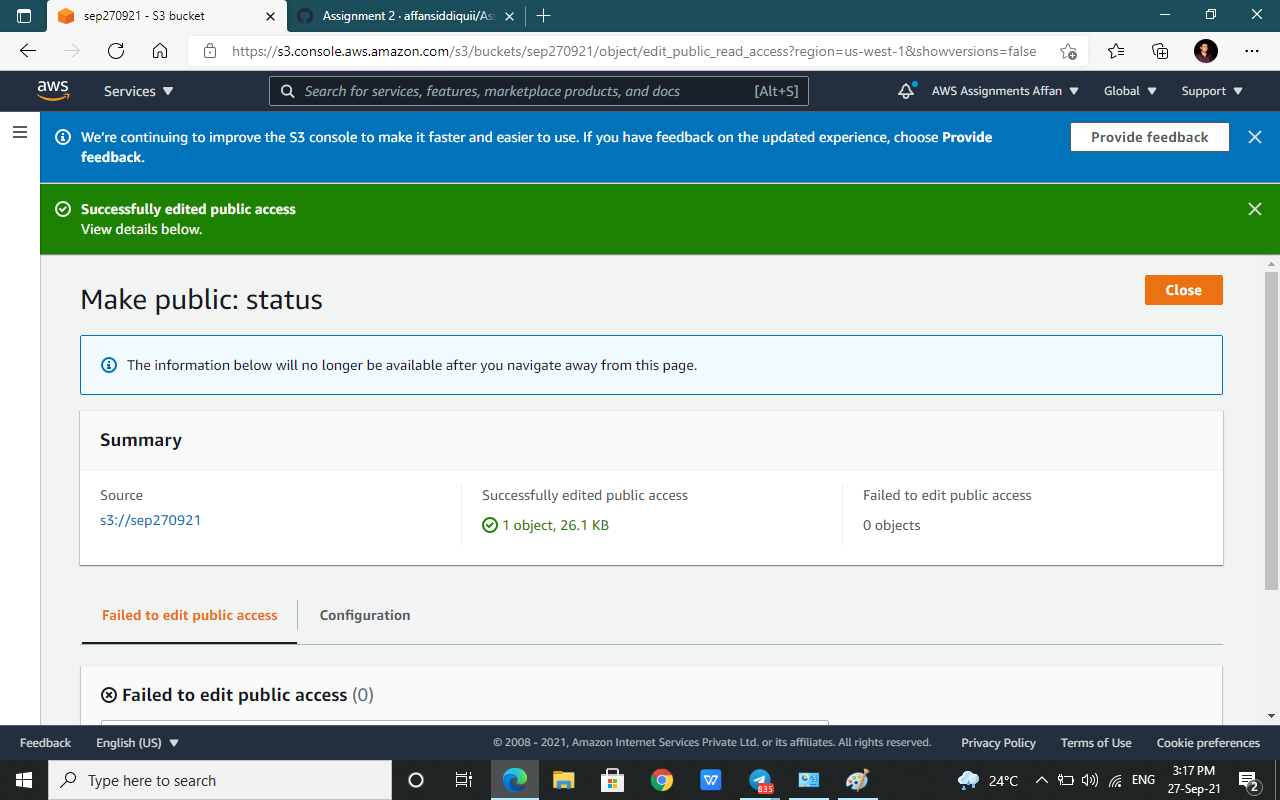 sep270921 - S3 bucket
Assignment 2 · affansiddiquii/As
https://s3.console.aws.amazon.com/s3/buckets/sep270921/object/edit_public_read_access?region=us-west-1&showversions=false
aws
Services
Search for services, features, marketplace products, and docs
[Alt+S]
AWS Assignments Affan
Global
Support
We're continuing to improve the S3 console to make it faster and easier to use. If you have feedback on the updated experience, choose Provide
feedback.
Provide feedback
Successfully edited public access
View details below.
Make public: status
Close
The information below will no longer be available after you navigate away from this page.
Summary
Source
s3://sep270921
Successfully edited public access
1 object, 26.1 KB
Failed to edit public access
0 objects
Failed to edit public access
Configuration
Failed to edit public access (0)
Feedback
English (US)
© 2008 - 2021, Amazon Internet Services Private Ltd. or its affiliates. All rights reserved.
Privacy Policy
Terms of Use
Cookie preferences
Type here to search
835
24°C
ENG
3:17 PM
27-Sep-21
2